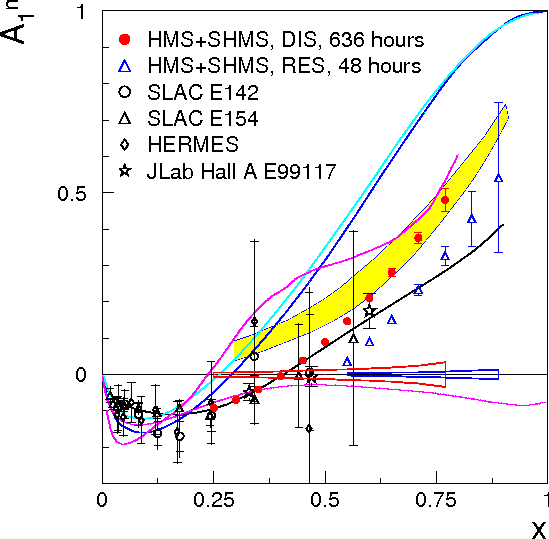 A₁ⁿ
1
HMS+SHMS, DIS, 636 hours
HMS+SHMS, RES, 48 hours
SLAC E142
SLAC E154
HERMES
JLab Hall A E99117
0.5
0
0 0.25 0.5 0.75 1
x